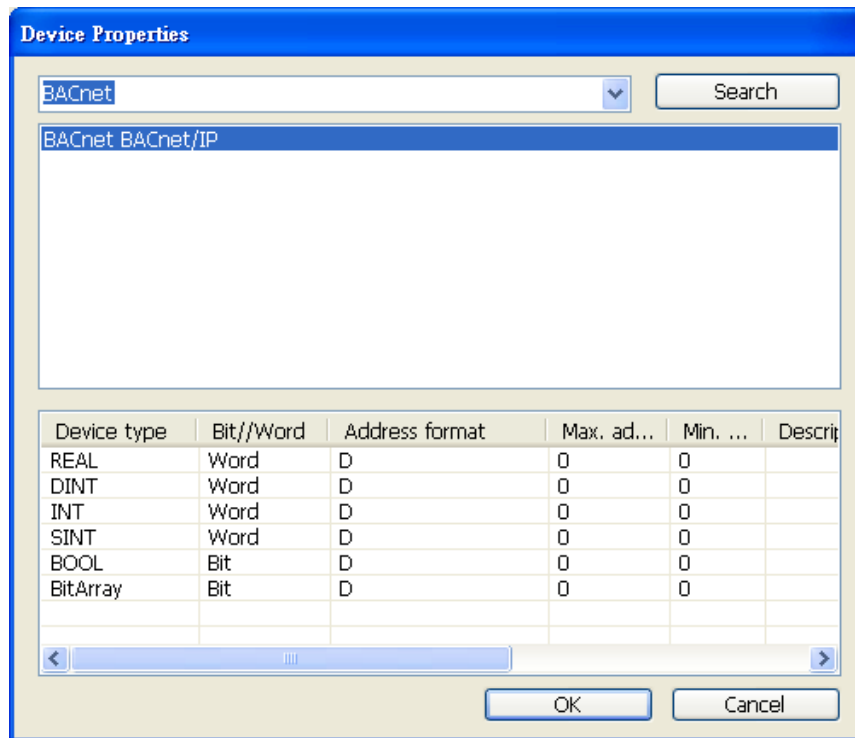 Device Properties
BACnet Search
BACnet BACnet/IP
Device type Bit//Word Address format Max. ad... Min. ... Descrip
REAL Word D 0 0
DINT Word D 0 0
INT Word D 0 0
SINT Word D 0 0
BOOL Bit D 0 0
BitArray Bit D 0 0
OK Cancel